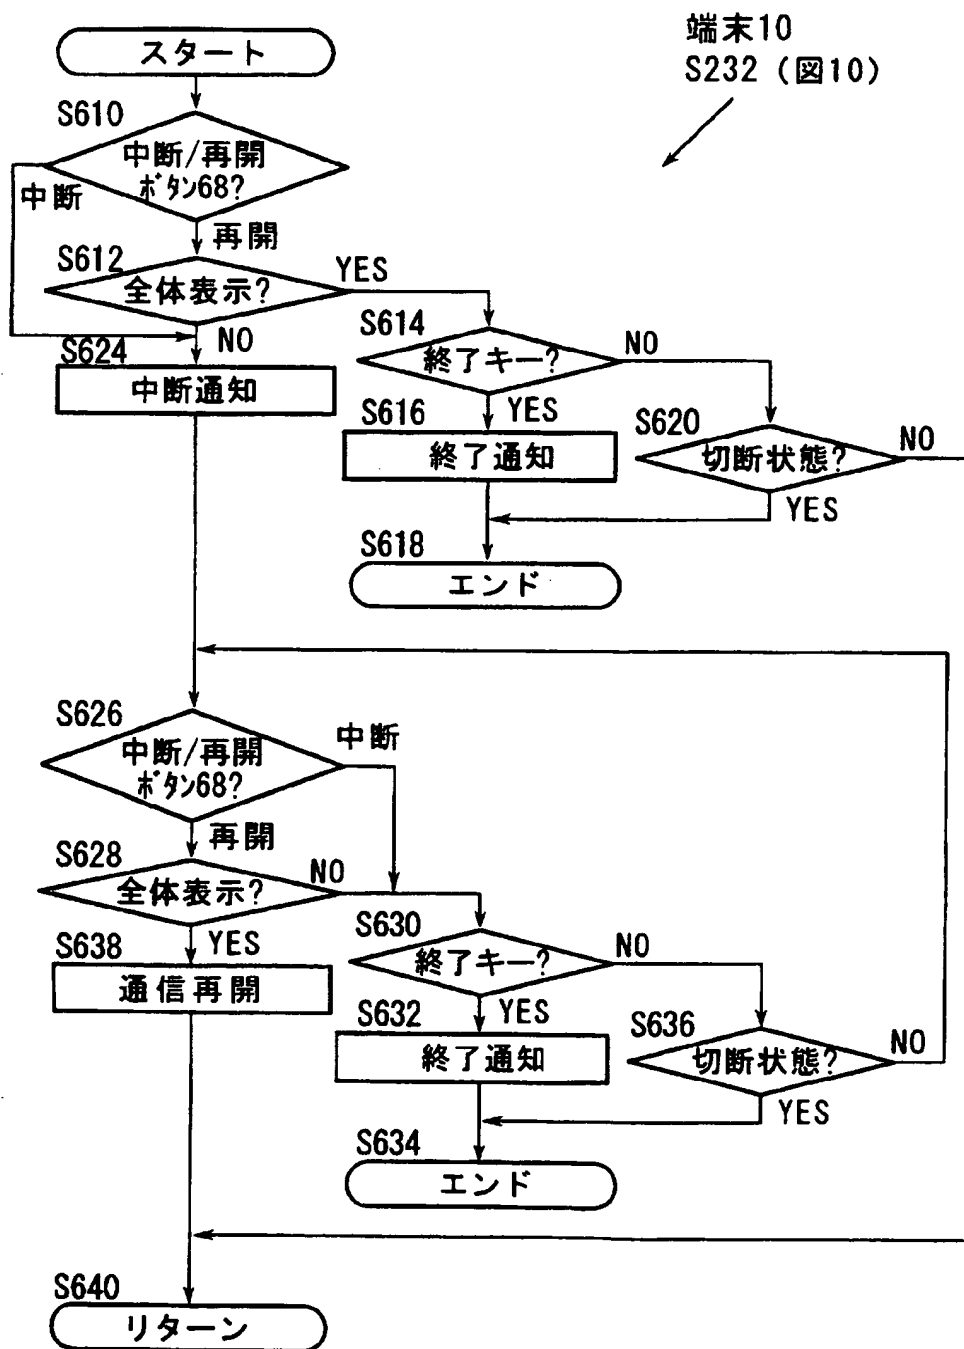 端末10
S232 (図10)
スタート
S610
中断/再開
ボタン68?
中断
再開
S612
全体表示?
YES
NO
S614
終了キー?
NO
YES
S624
中断通知
S616
終了通知
S620
切断状態?
NO
YES
S618
エンド
S626
中断/再開
ボタン68?
中断
再開
S628
全体表示?
NO
YES
S630
終了キー?
NO
YES
S638
通信再開
S632
終了通知
S636
切断状態?
NO
YES
S634
エンド
S640
リターン